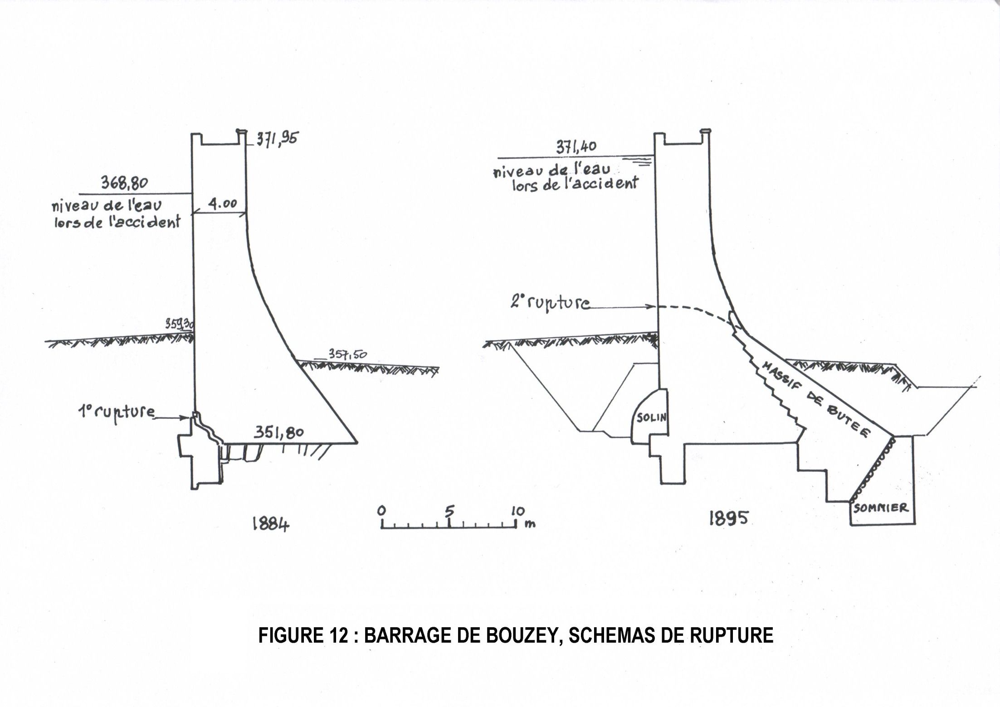 371,95
368,80
niveau de l'eau
lors de l'accident
4.00
359,30
357,50
1° rupture
351,80
1884
371,40
niveau de l'eau
lors de l'accident
2° rupture
MASSIF DE BUTEE
SOLIN
SOMMIER
1895
0 5 10
m
FIGURE 12 : BARRAGE DE BOUZEY, SCHEMAS DE RUPTURE